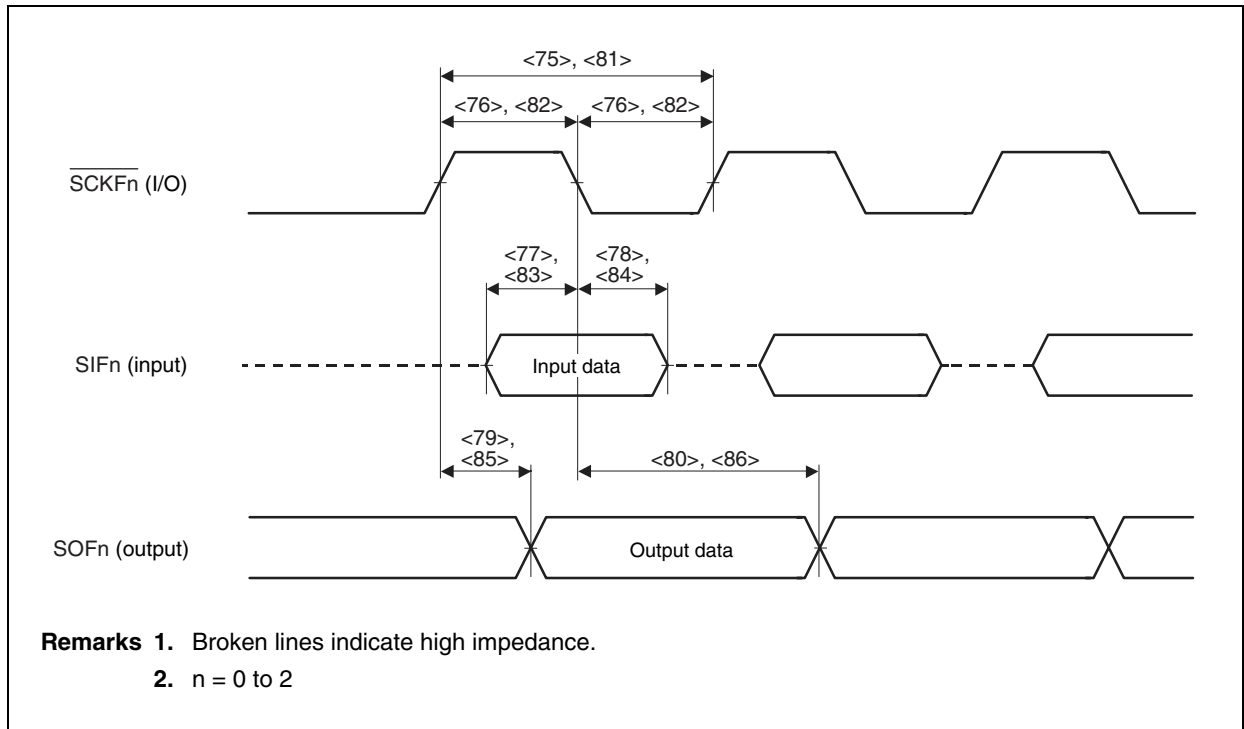 <75>, <81>
<76>, <82> <76>, <82>
SCKFn (I/O)
<77>, <78>,
<83> <84>
SIFn (input)
Input data
<79>,
<85>
<80>, <86>
SOFn (output)
Output data
Remarks 1. Broken lines indicate high impedance.
2. n = 0 to 2